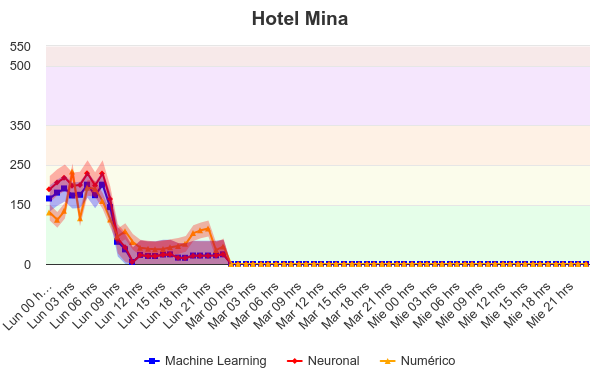 Hotel Mina
550
500
350
250
150
0
Lun 00 h...
Lun 03 hrs
Lun 06 hrs
Lun 09 hrs
Lun 12 hrs
Lun 15 hrs
Lun 18 hrs
Lun 21 hrs
Mar 00 hrs
Mar 03 hrs
Mar 06 hrs
Mar 09 hrs
Mar 12 hrs
Mar 15 hrs
Mar 18 hrs
Mar 21 hrs
Mie 00 hrs
Mie 03 hrs
Mie 06 hrs
Mie 09 hrs
Mie 12 hrs
Mie 15 hrs
Mie 18 hrs
Mie 21 hrs
Machine Learning Neuronal Numérico